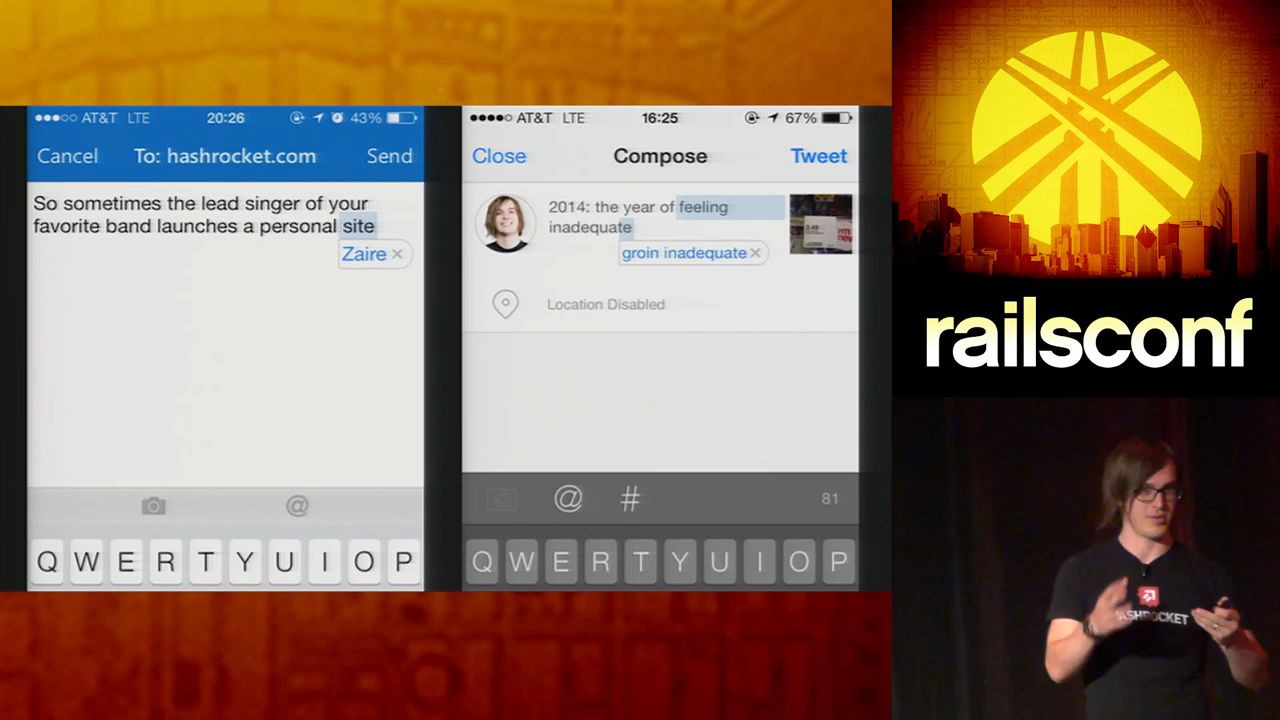 ●●●○○ AT&T LTE 20:26 43%
Cancel To: hashrocket.com Send
So sometimes the lead singer of your
favorite band launches a personal site
Zaire ×
@
Q W E R T Y U I O P
●●●●○ AT&T LTE 16:25 67%
Close Compose Tweet
2014: the year of feeling
inadequate
groin inadequate ×
Location Disabled
@ # 81
Q W E R T Y U I O P
railsconf
HASHROCKET